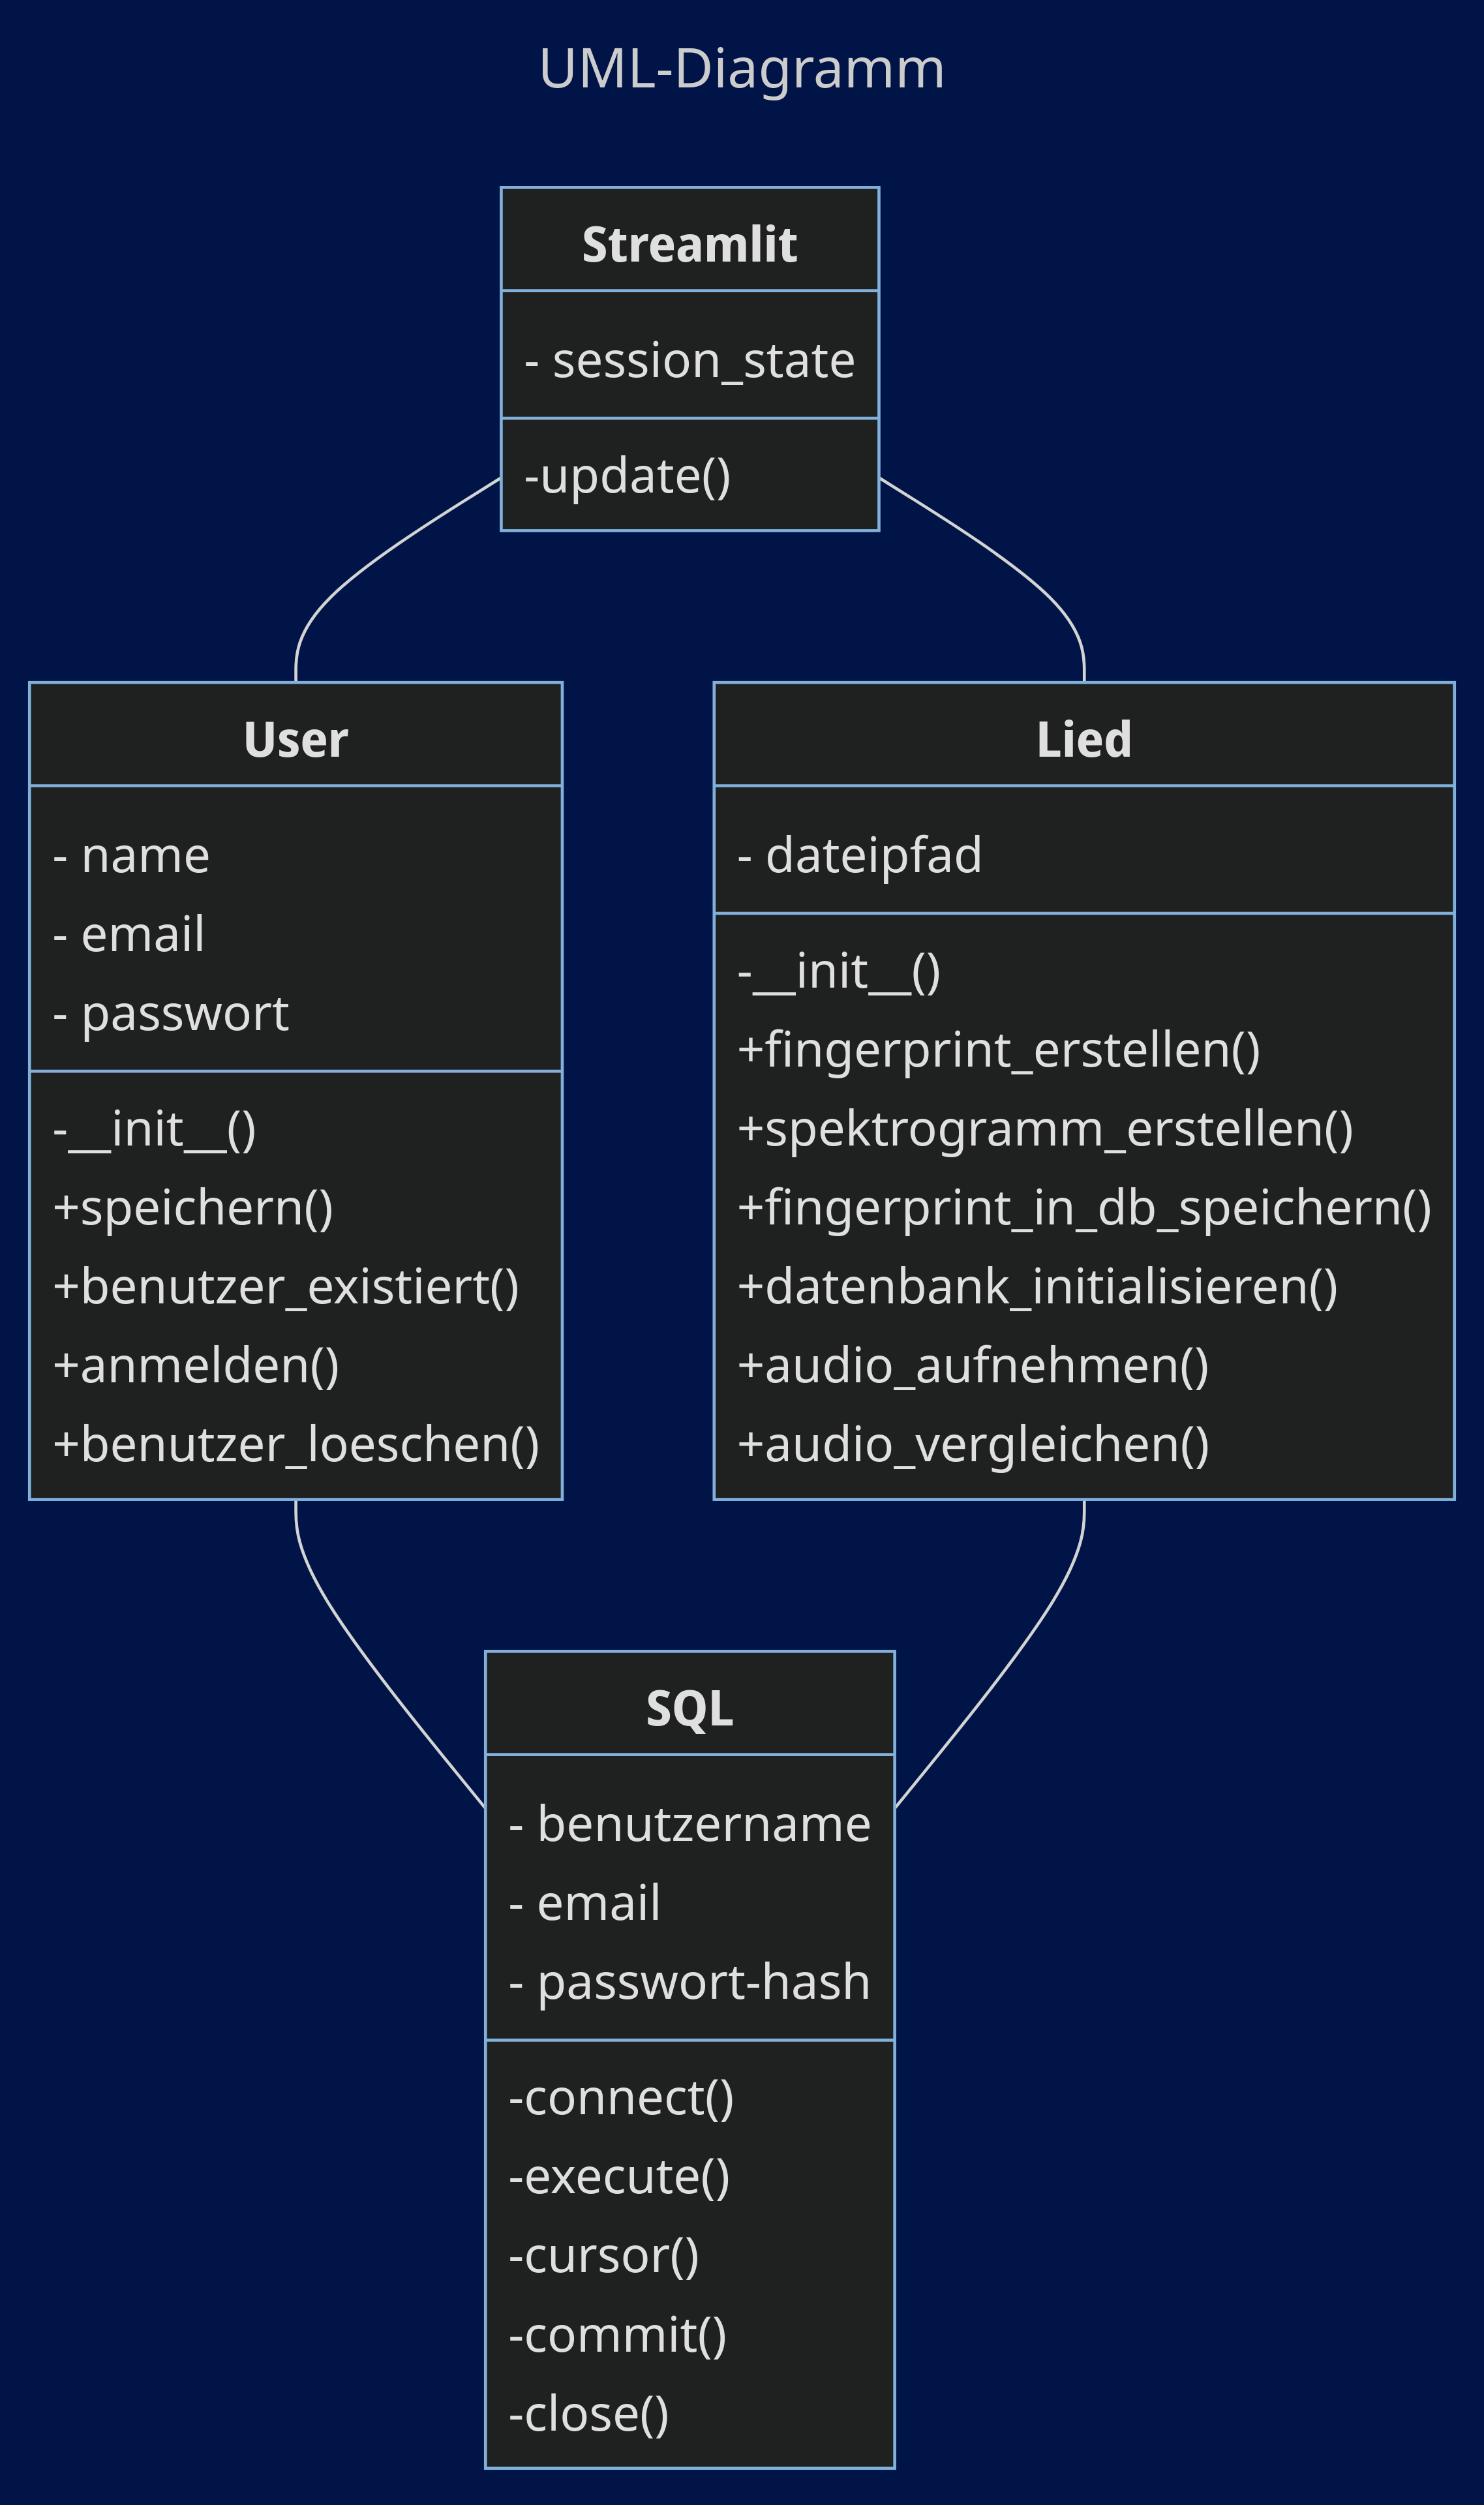 UML-Diagramm
Streamlit
- session_state
-update()
User
- name
- email
- passwort
-__init__()
+speichern()
+benutzer_existiert()
+anmelden()
+benutzer_loeschen()
Lied
- dateipfad
-__init__()
+fingerprint_erstellen()
+spektrogramm_erstellen()
+fingerprint_in_db_speichern()
+datenbank_initialisieren()
+audio_aufnehmen()
+audio_vergleichen()
SQL
- benutzername
- email
- passwort-hash
-connect()
-execute()
-cursor()
-commit()
-close()